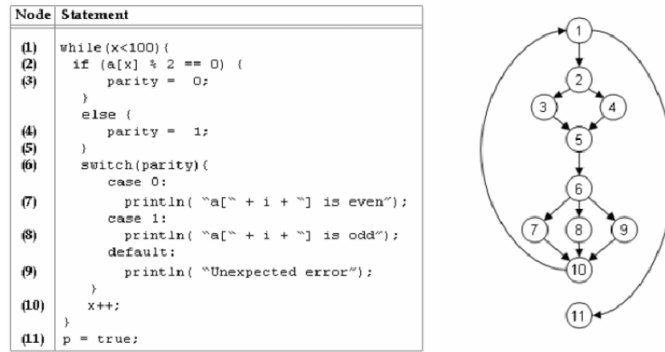 Node Statement
(1) while(x<100){
(2) if (a[x] % 2 == 0) {
(3) parity = 0;
}
else {
(4) parity = 1;
(5) }
(6) switch(parity){
case 0:
(7) println( "a[" + i + "] is even");
case 1:
(8) println( "a[" + i + "] is odd");
default:
(9) println( "Unexpected error");
}
(10) x++;
}
(11) p = true;
1
2
3 4
5
6
7 8 9
10
11